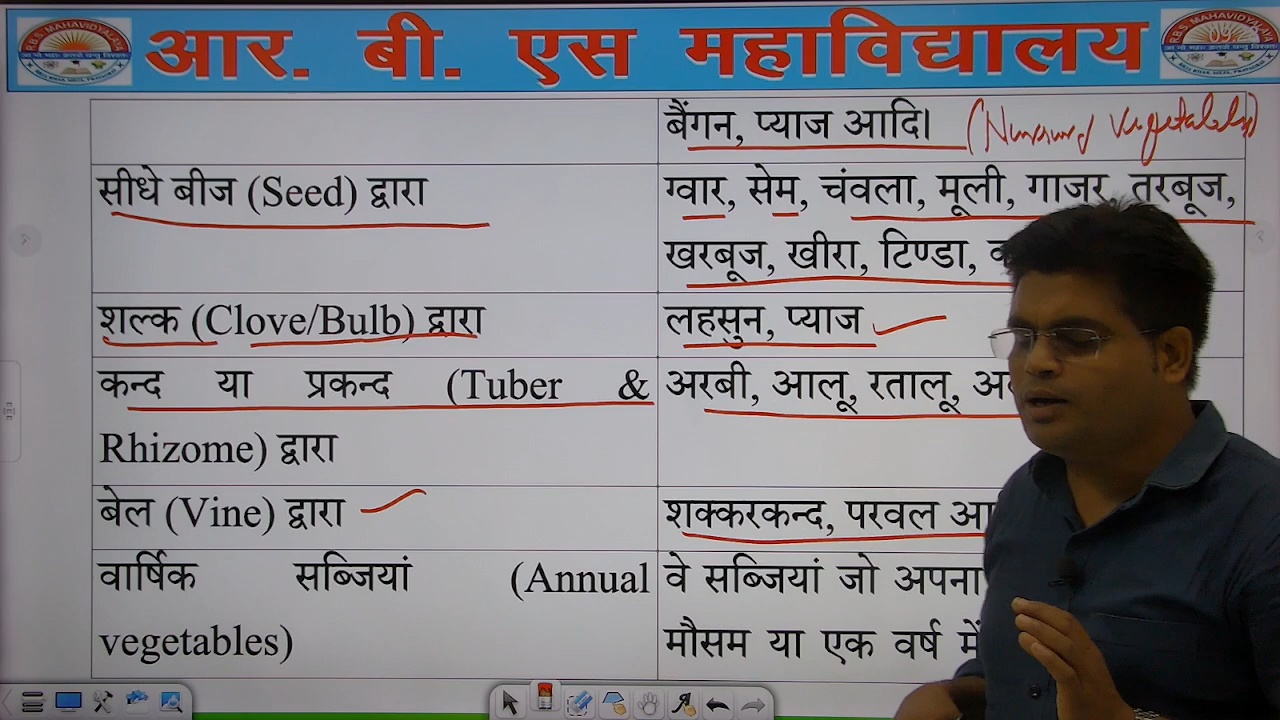 आर. बी. एस महाविद्यालय
बैंगन, प्याज आदि।
सीधे बीज (Seed) द्वारा
ग्वार, सेम, चंवला, मूली, गाजर, तरबूज,
खरबूज, खीरा, टिण्डा,
शल्क (Clove/Bulb) द्वारा
लहसुन, प्याज
कन्द या प्रकन्द (Tuber &
Rhizome) द्वारा
अरबी, आलू, रतालू,
बेल (Vine) द्वारा
शक्करकन्द, परवल
वार्षिक सब्जियां (Annual
vegetables)
वे सब्जियां जो अपना
मौसम या एक वर्ष में